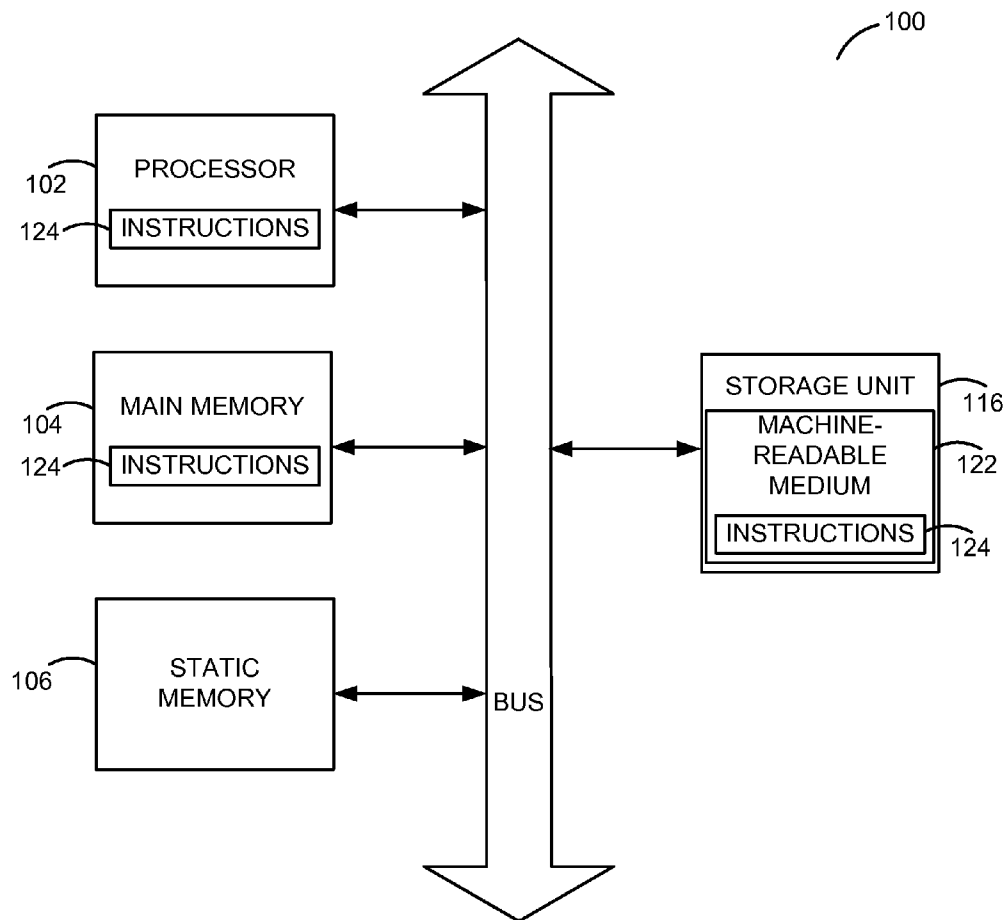 100
PROCESSOR
102
124
INSTRUCTIONS
MAIN MEMORY
104
124
INSTRUCTIONS
STORAGE UNIT
116
MACHINE-
READABLE
MEDIUM
122
INSTRUCTIONS
124
STATIC
MEMORY
106
BUS